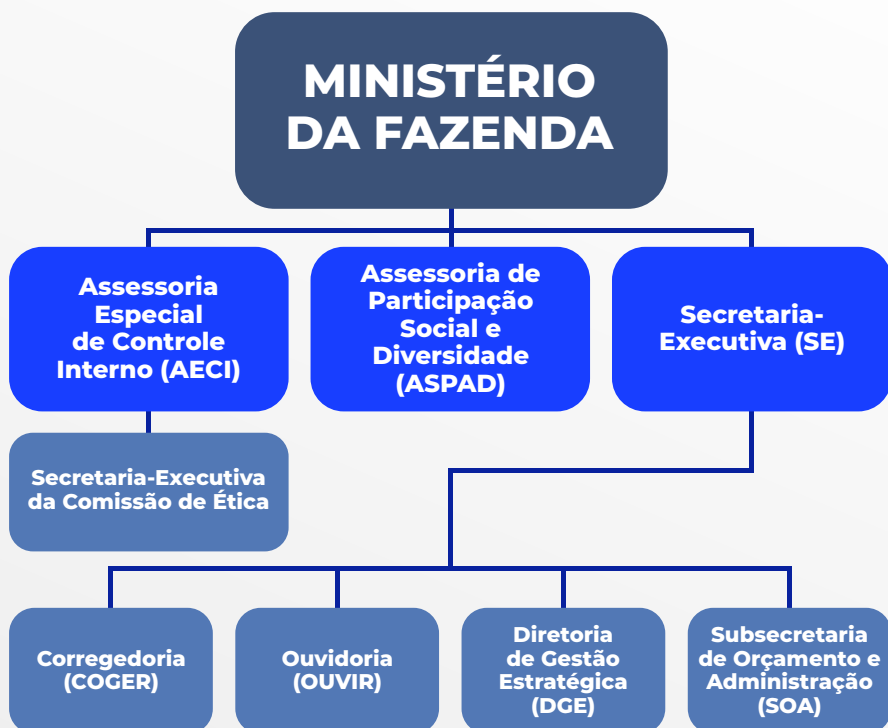 MINISTÉRIO
DA FAZENDA
Assessoria
Especial
de Controle
Interno (AECI)
Assessoria de
Participação
Social e
Diversidade
(ASPAD)
Secretaria-
Executiva (SE)
Secretaria-Executiva
da Comissão de Ética
Corregedoria
(COGER)
Ouvidoria
(OUVIR)
Diretoria
de Gestão
Estratégica
(DGE)
Subsecretaria
de Orçamento e
Administração
(SOA)